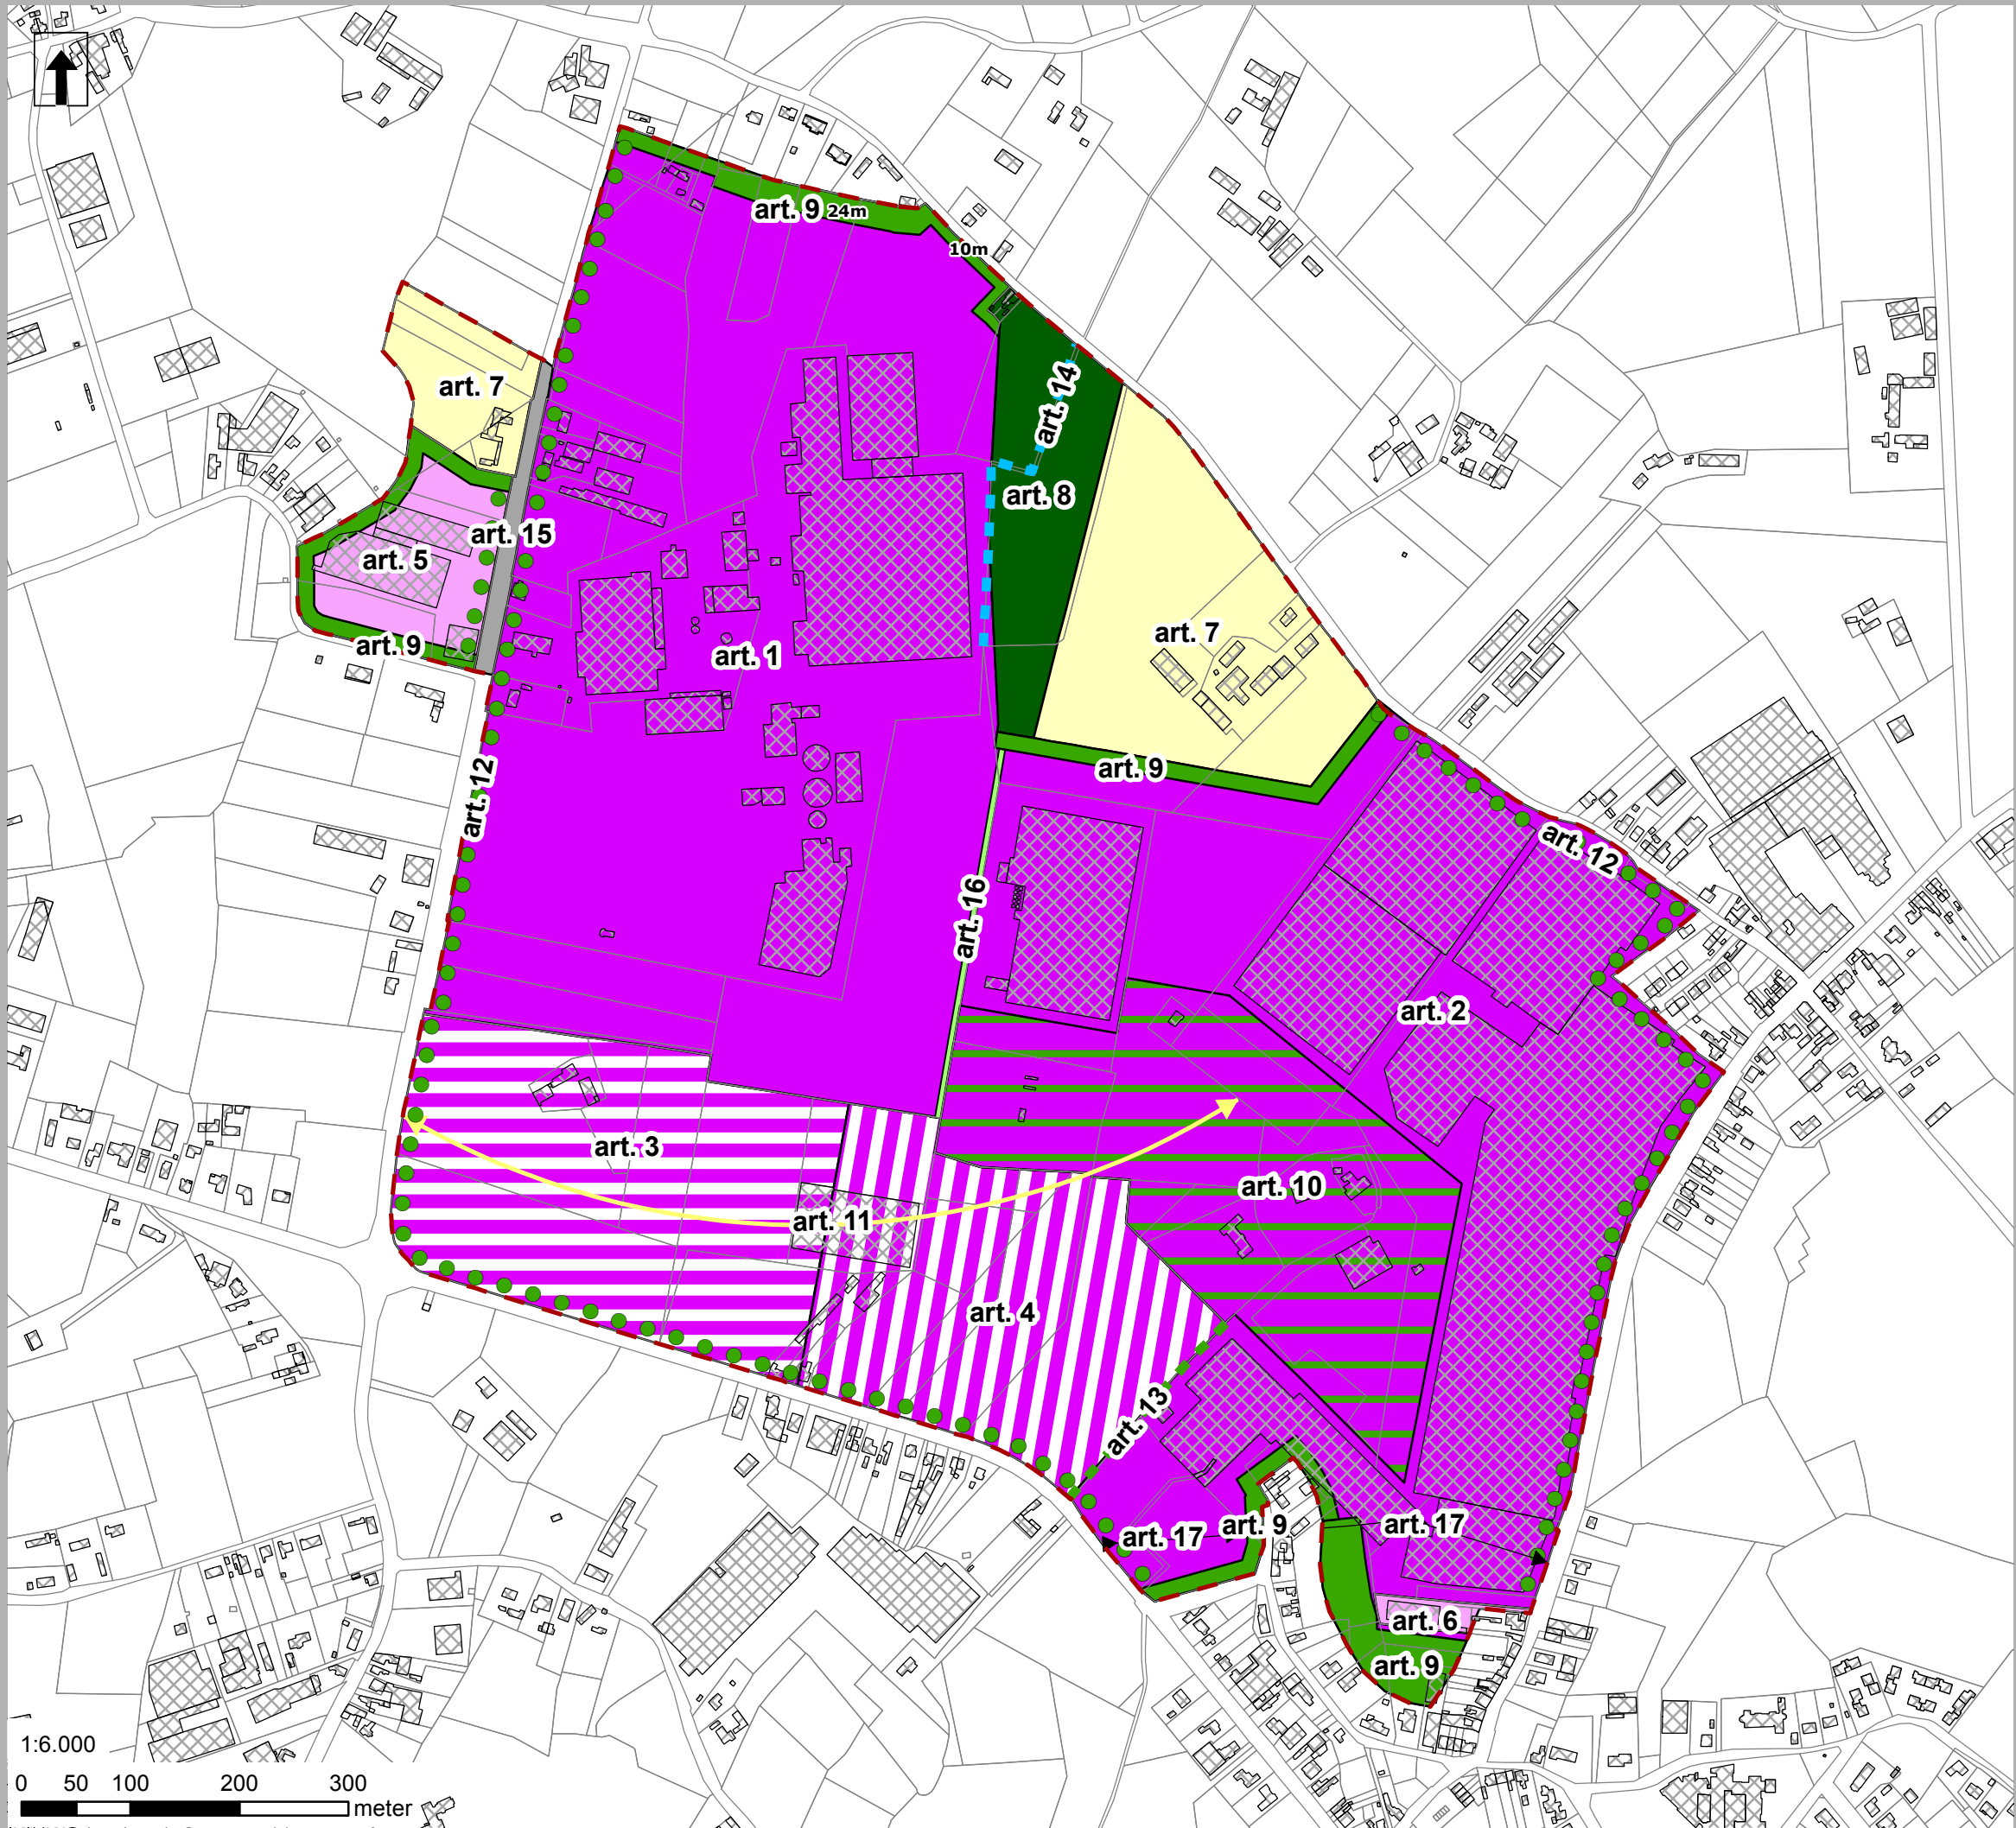 art. 9 24m
10m
art. 14
art. 7
art. 8
art. 15
art. 5
art. 9
art. 7
art. 1
art. 9
art. 12
art. 12
art. 16
art. 2
art. 3
art. 10
art. 11
art. 4
art. 13
art. 17
art. 9
art. 17
art. 6
art. 9
1:6.000
0 50 100 200 300
meter